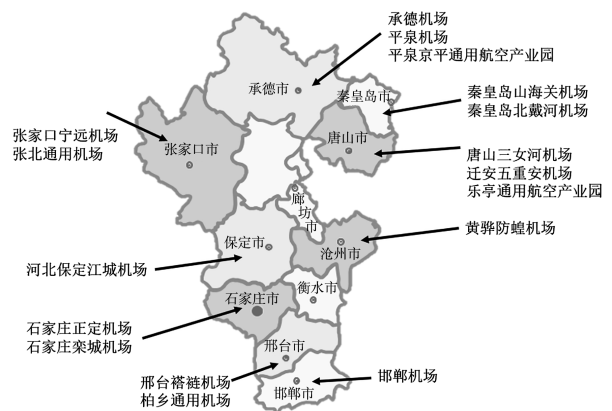 承德机场
平泉机场
平泉京平通用航空产业园
承德市
秦皇岛市
秦皇岛山海关机场
秦皇岛北戴河机场
张家口宁远机场
张北通用机场
张家口市
唐山市
唐山三女河机场
迁安五重安机场
乐亭通用航空产业园
廊坊市
黄骅防蝗机场
保定市
沧州市
河北保定江城机场
衡水市
石家庄市
石家庄正定机场
石家庄栾城机场
邢台市
邢台褡裢机场
柏乡通用机场
邯郸市
邯郸机场